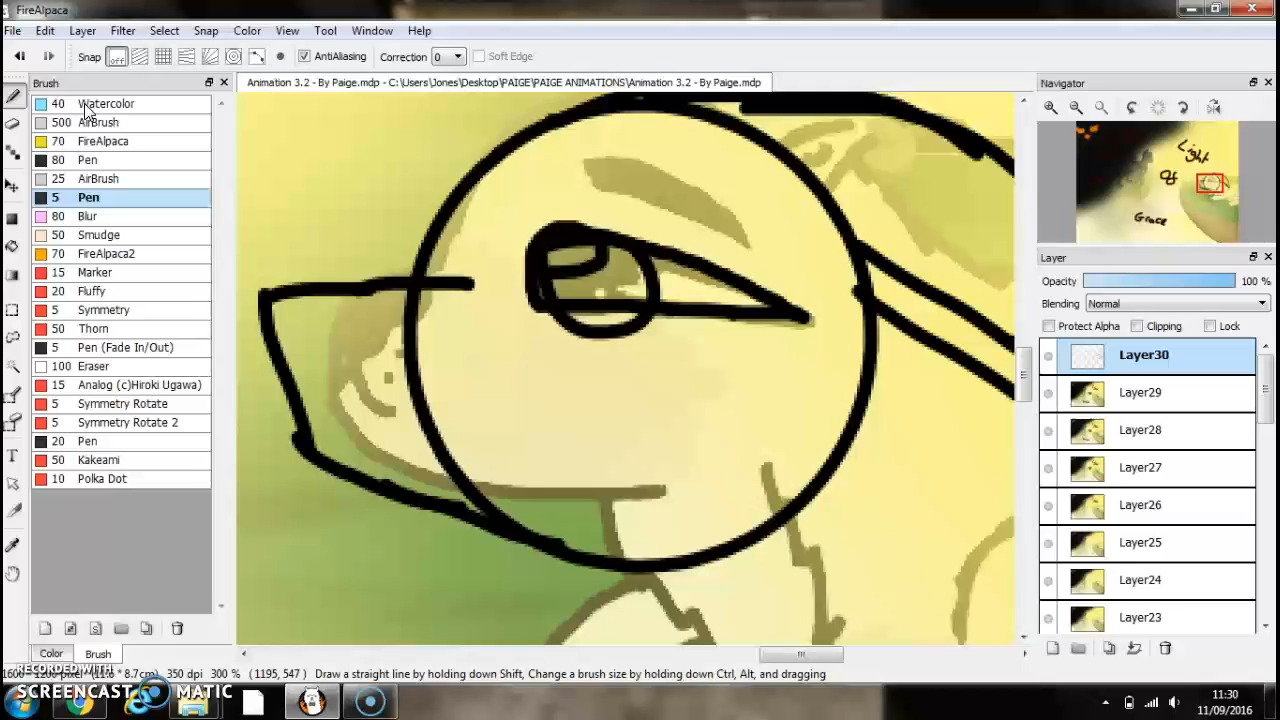 FireAlpaca
File Edit Layer Filter Select Snap Color View Tool Window Help
Snap off AntiAliasing Correction 0 Soft Edge
Brush
40 Watercolor
500 AirBrush
70 FireAlpaca
80 Pen
25 AirBrush
5 Pen
80 Blur
50 Smudge
70 FireAlpaca2
15 Marker
20 Fluffy
5 Symmetry
50 Thorn
5 Pen (Fade In/Out)
100 Eraser
15 Analog (c)Hiroki Ugawa)
5 Symmetry Rotate
5 Symmetry Rotate 2
20 Pen
50 Kakeami
10 Polka Dot
Color Brush
Animation 3.2 - By Paige.mdp - C:\Users\Jones\Desktop\PAIGE\PAIGE ANIMATIONS\Animation 3.2 - By Paige.mdp
Navigator
Light
Of
Grace
Layer
Opacity 100 %
Blending Normal
Protect Alpha Clipping Lock
Layer30
Layer29
Layer28
Layer27
Layer26
Layer25
Layer24
Layer23
350 dpi 300 % (1195, 547) Draw a straight line by holding down Shift, Change a brush size by holding down Ctrl, Alt, and dragging
RECORDED WITH
SCREENCAST MATIC
11:30
11/09/2016